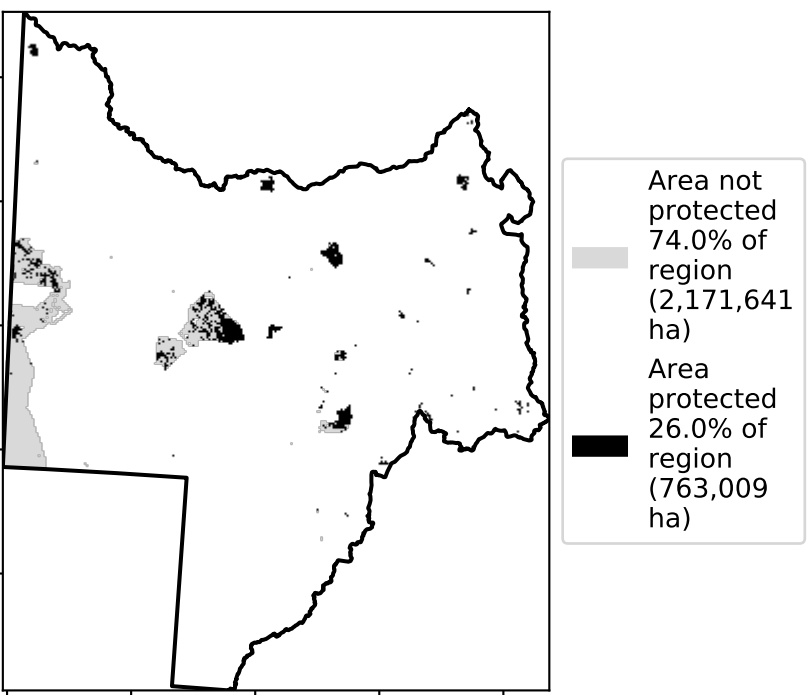 Area not
protected
74.0% of
region
(2,171,641
ha)
Area
protected
26.0% of
region
(763,009
ha)